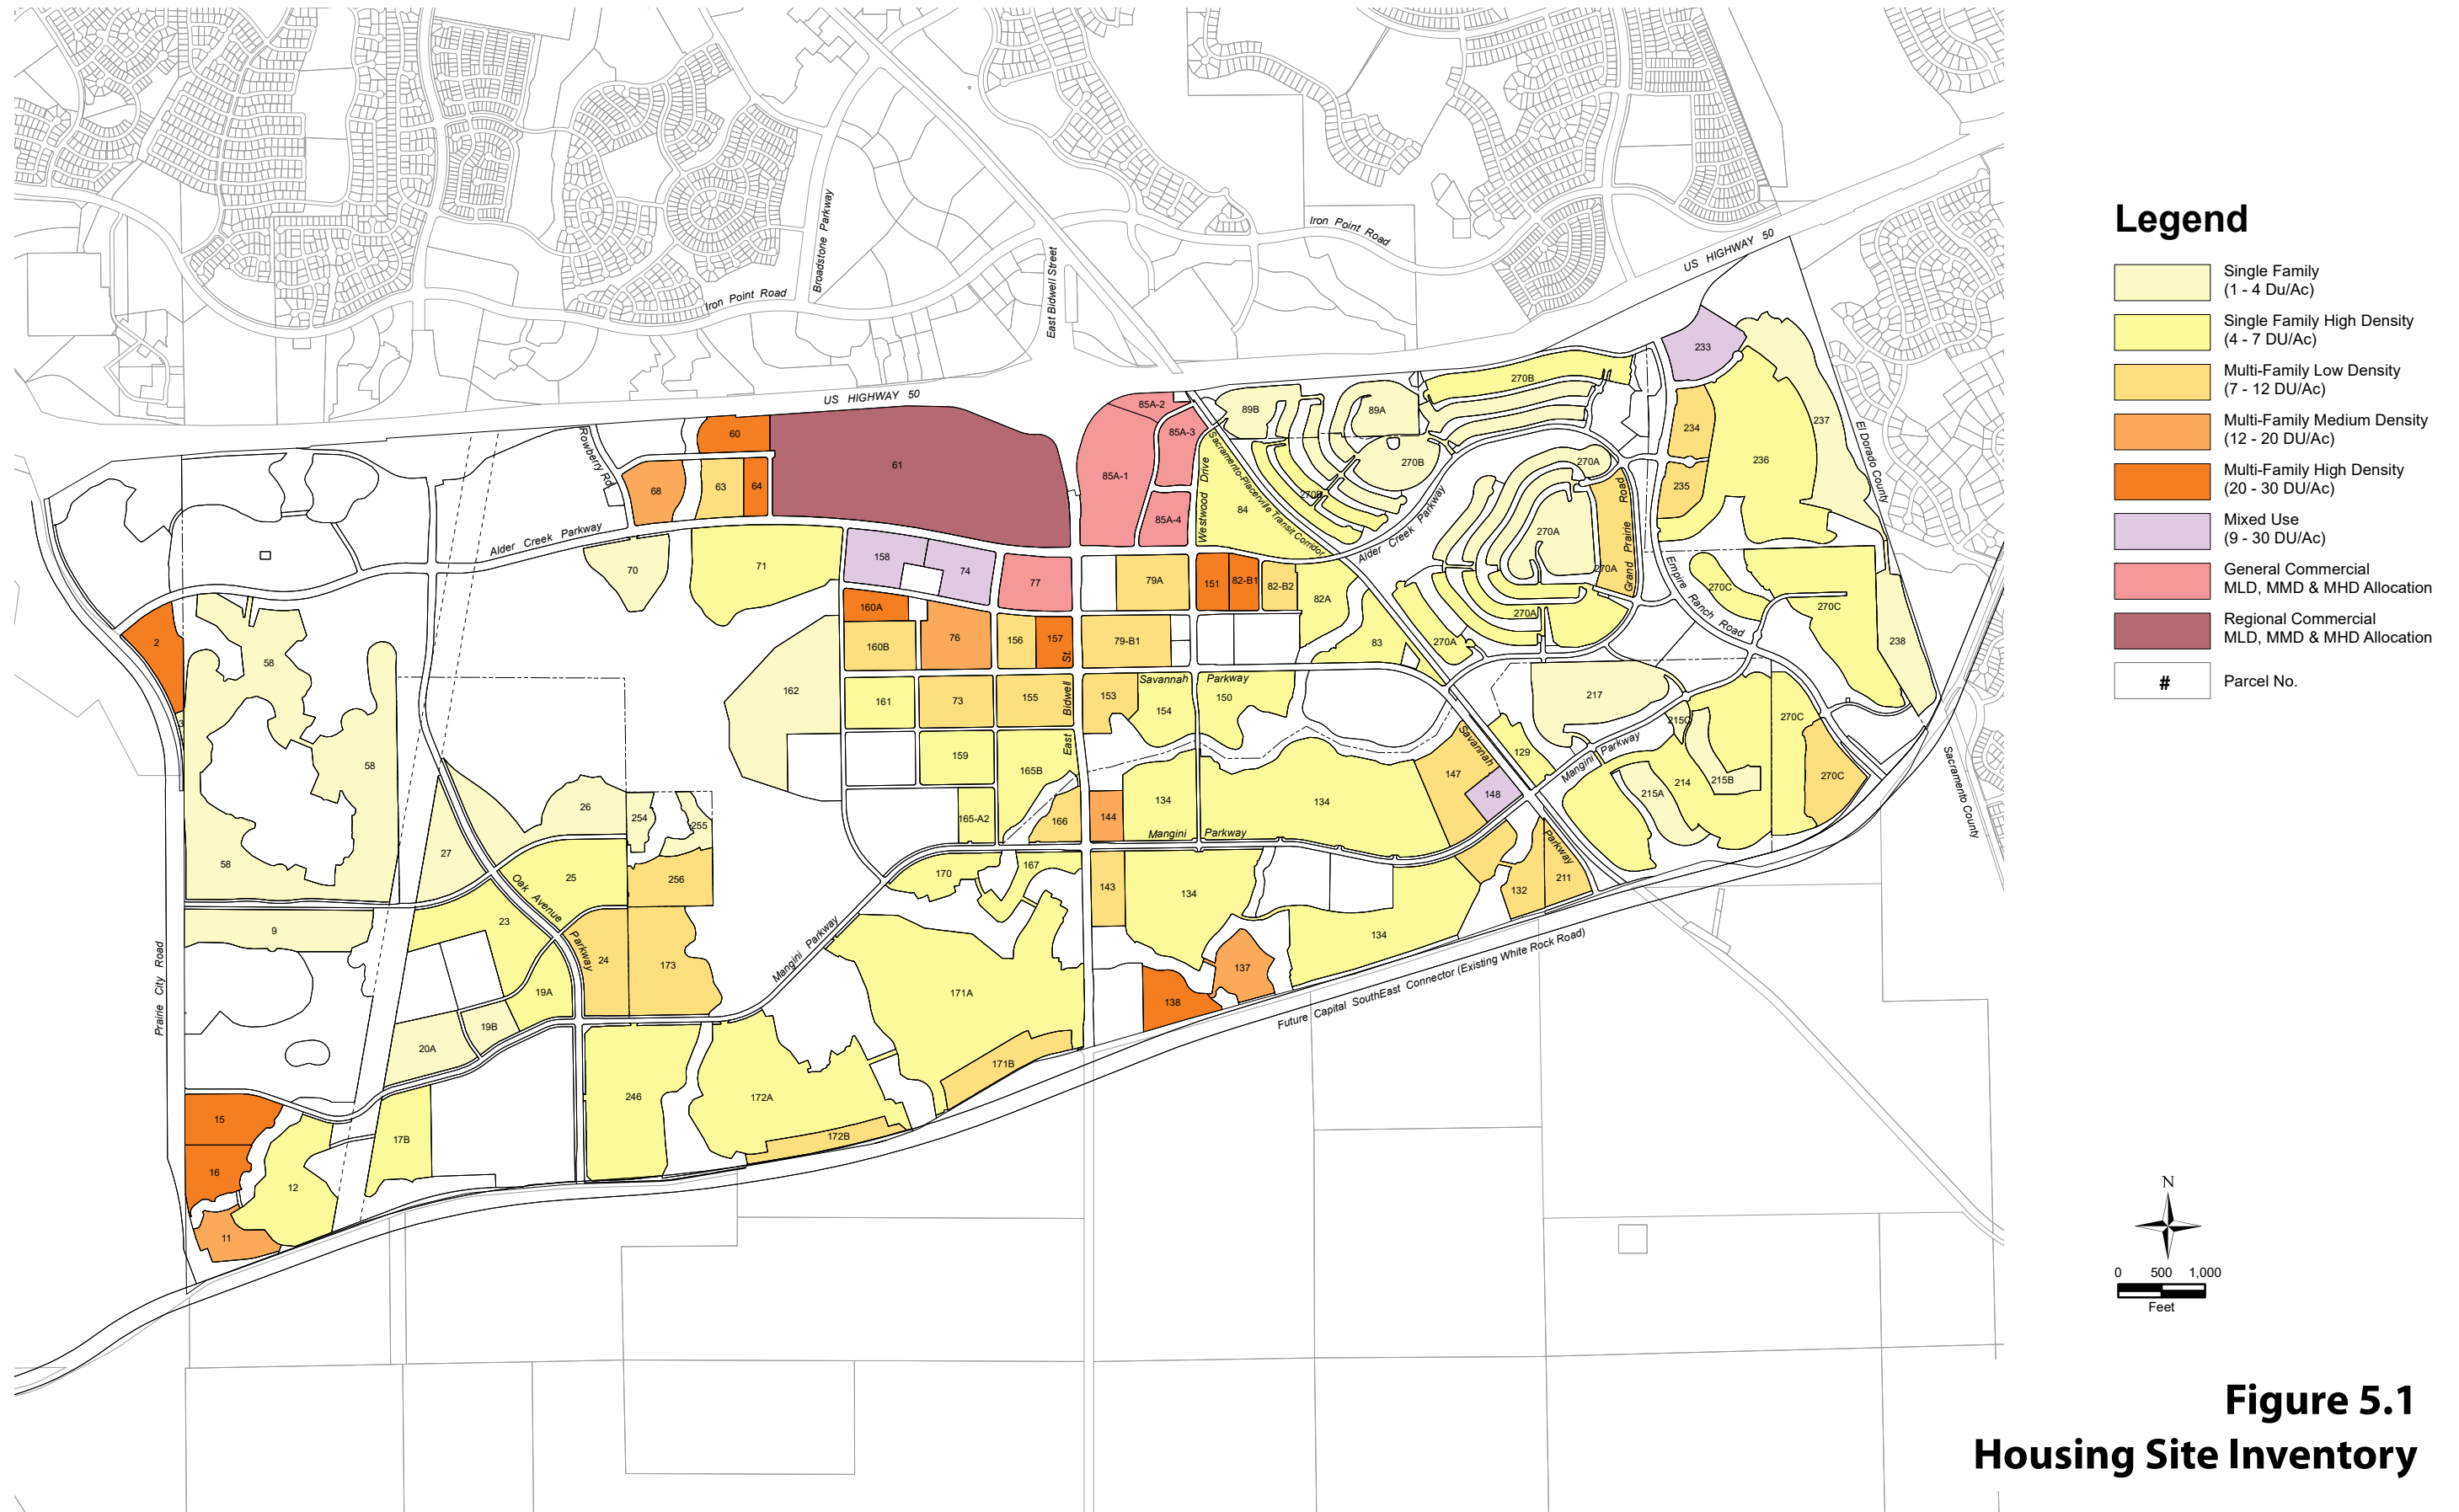 Iron Point Road
US HIGHWAY 50
Broadstone Parkway
East Bidwell Street
Iron Point Road
US HIGHWAY 50
Rowberry Rd
Alder Creek Parkway
Westwood Drive
Sacramento-Placerville Transit Corridor
Alder Creek Parkway
Grand Prairie Road
Empire Ranch Road
El Dorado County
Sacramento County
Savannah Parkway
East Bidwell St.
Savannah Parkway
Mangini Parkway
Mangini Parkway
Mangini Parkway
Oak Avenue Parkway
Prairie City Road
Future Capital SouthEast Connector (Existing White Rock Road)
233
270B
89B
89A
237
85A-2
85A-3
234
236
60
61
270B
270A
85A-1
235
68
63
64
270B
84
85A-4
270A
158
74
71
70
77
79A
151
82-B1
82-B2
82A
270A
270C
270C
160A
270A
2
76
156
157
79-B1
83
270A
238
160B
58
162
217
153
150
161
73
155
154
3
215C
270C
159
129
58
165B
147
270C
214
215B
148
215A
134
134
26
254
255
165-A2
166
144
27
58
167
170
25
256
143
134
132
211
23
9
134
24
173
137
19A
171A
138
19B
20A
171B
246
172A
15
172B
17B
16
12
11
Legend
Single Family
(1 - 4 Du/Ac)
Single Family High Density
(4 - 7 DU/Ac)
Multi-Family Low Density
(7 - 12 DU/Ac)
Multi-Family Medium Density
(12 - 20 DU/Ac)
Multi-Family High Density
(20 - 30 DU/Ac)
Mixed Use
(9 - 30 DU/Ac)
General Commercial
MLD, MMD & MHD Allocation
Regional Commercial
MLD, MMD & MHD Allocation
# Parcel No.
N
0 500 1,000
Feet
Figure 5.1
Housing Site Inventory